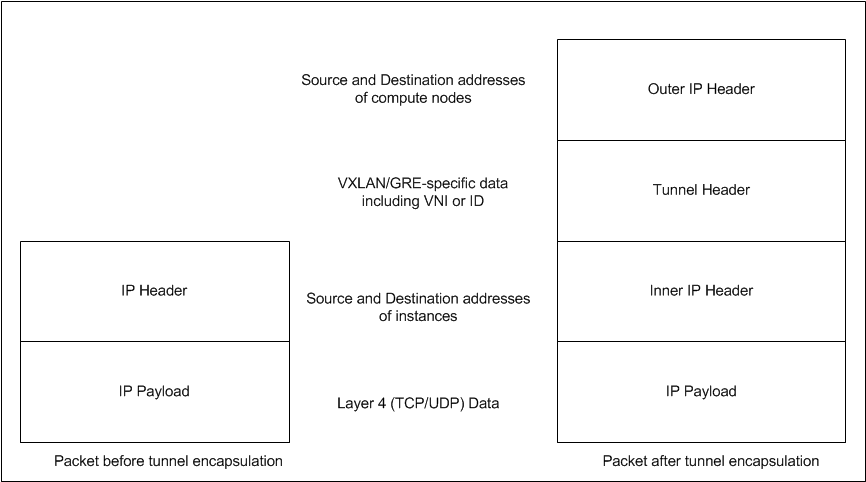 Source and Destination addresses
of compute nodes
Outer IP Header
VXLAN/GRE-specific data
including VNI or ID
Tunnel Header
IP Header
Source and Destination addresses
of instances
Inner IP Header
IP Payload
Layer 4 (TCP/UDP) Data
IP Payload
Packet before tunnel encapsulation
Packet after tunnel encapsulation